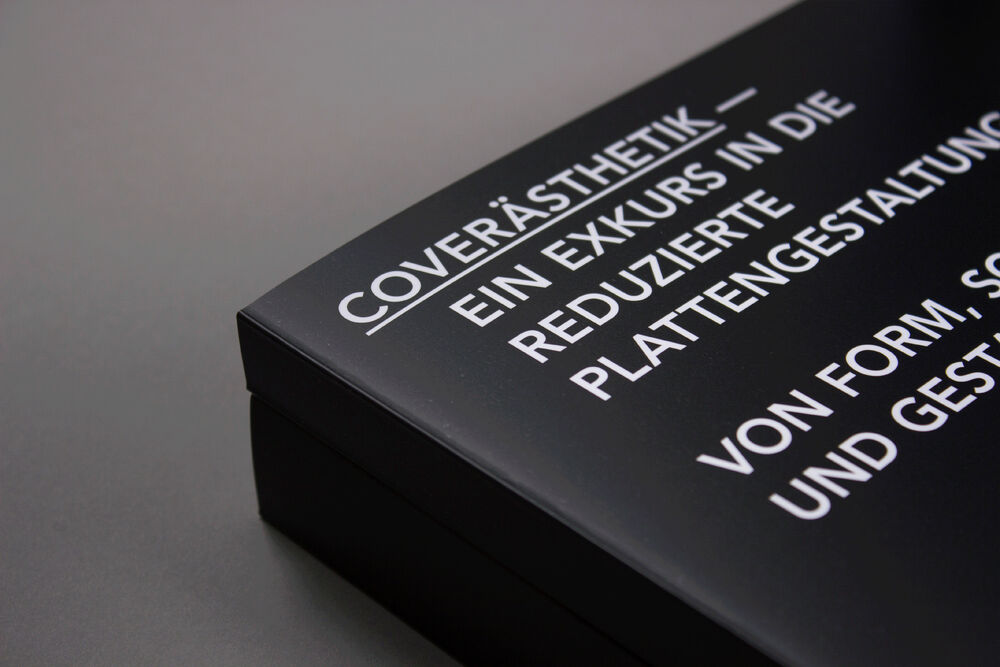 COVERÄSTHETIK —
EIN EXKURS IN DIE
REDUZIERTE
PLATTENGESTALTUNG
VON FORM,
UND